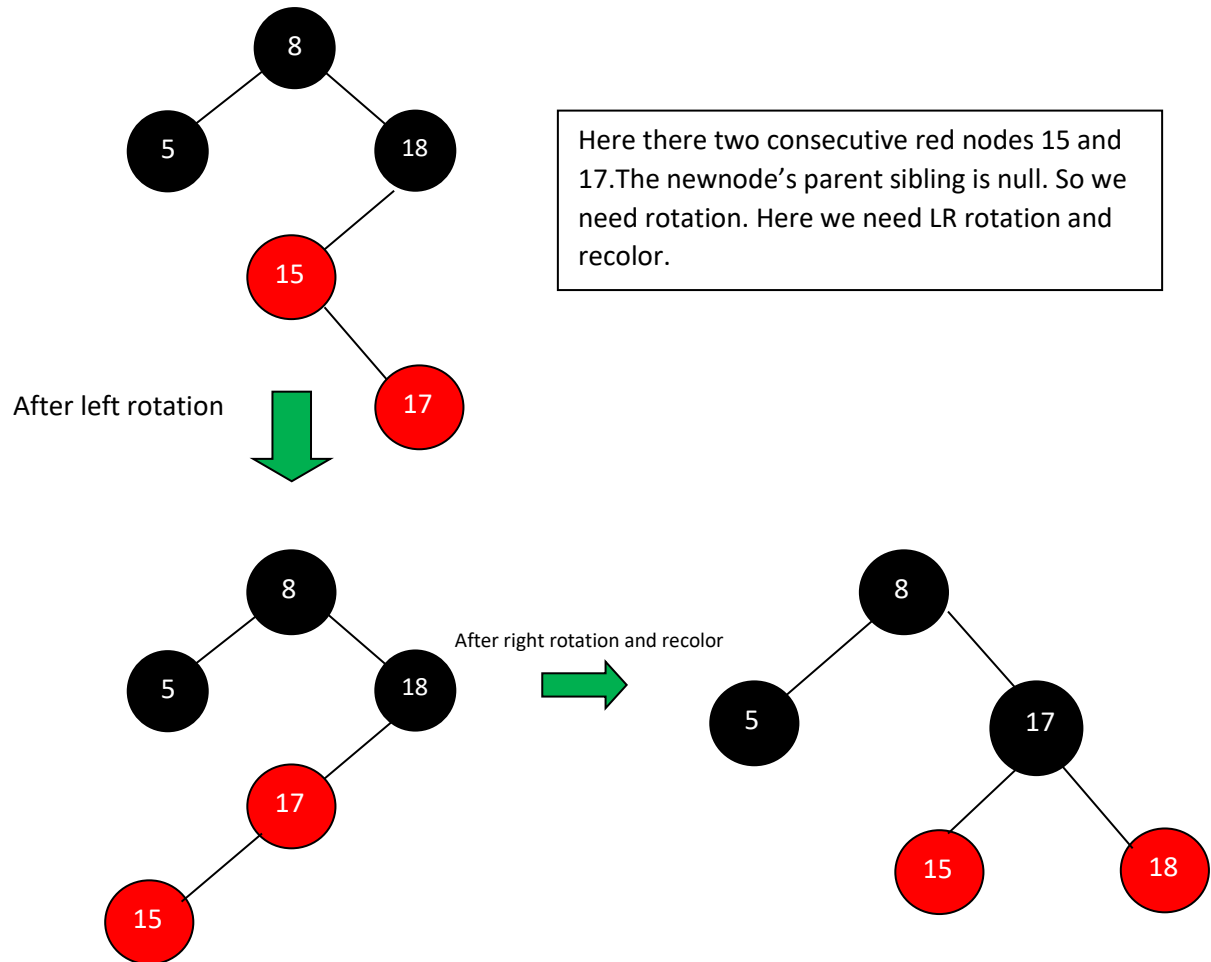 8
5
18
Here there two consecutive red nodes 15 and
17.The newnode’s parent sibling is null. So we
need rotation. Here we need LR rotation and
recolor.
15
17
After left rotation
8
5
18
17
15
After right rotation and recolor
8
5
17
15
18